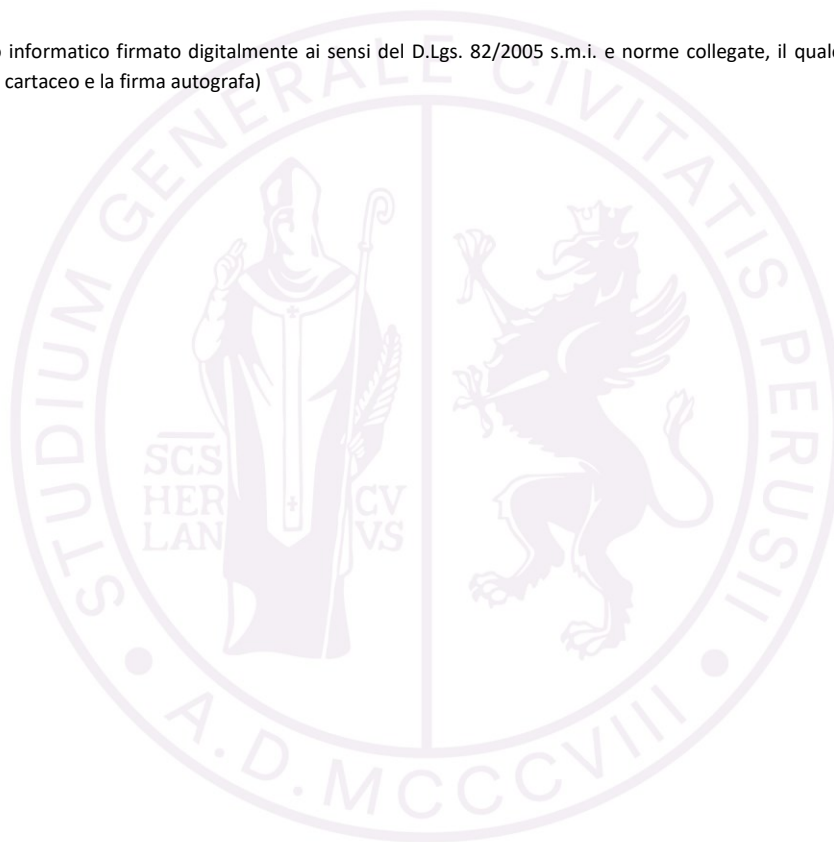 o informatico firmato digitalmente ai sensi del D.Lgs. 82/2005 s.m.i. e norme collegate, il quale
cartaceo e la firma autografa)
STUDIUM GENERALE CIVITATIS PERUSII
SCS
HER
LAN
CV
VS
A.D. MCCCVIII